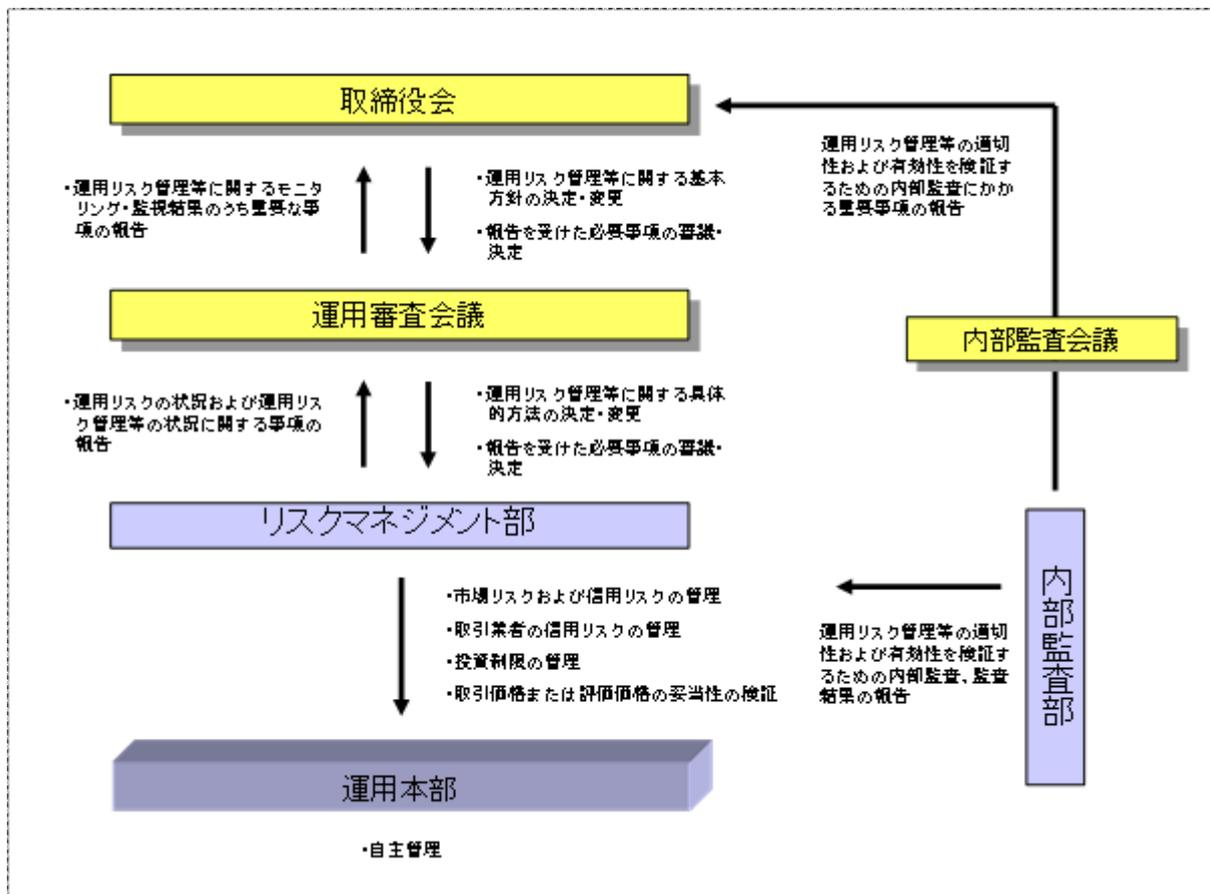 取締役会
・運用リスク管理等に関するモニタ
リング・監視結果のうち重要な事
項の報告
・運用リスク管理等に関する基本
方針の決定・変更
・報告を受けた必要事項の審議・
決定
運用リスク管理等の適切
性および有効性を検証す
るための内部監査にかか
る重要事項の報告
運用審査会議
内部監査会議
・運用リスクの状況および運用リス
ク管理等の状況に関する事項の
報告
・運用リスク管理等に関する具体
的方法の決定・変更
・報告を受けた必要事項の審議・
決定
リスクマネジメント部
・市場リスクおよび信用リスクの管理
・取引業者の信用リスクの管理
・投資制限の管理
・取引価格または評価価格の妥当性の検証
運用リスク管理等の適切
性および有効性を検証す
るための内部監査、監査
結果の報告
内部監査部
運用本部
・自主管理